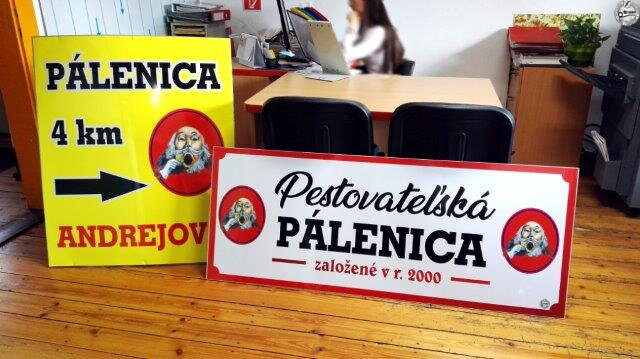 PÁLENICA
4 km
ANDREJOV
Pestovateľská
PÁLENICA
založené v r. 2000